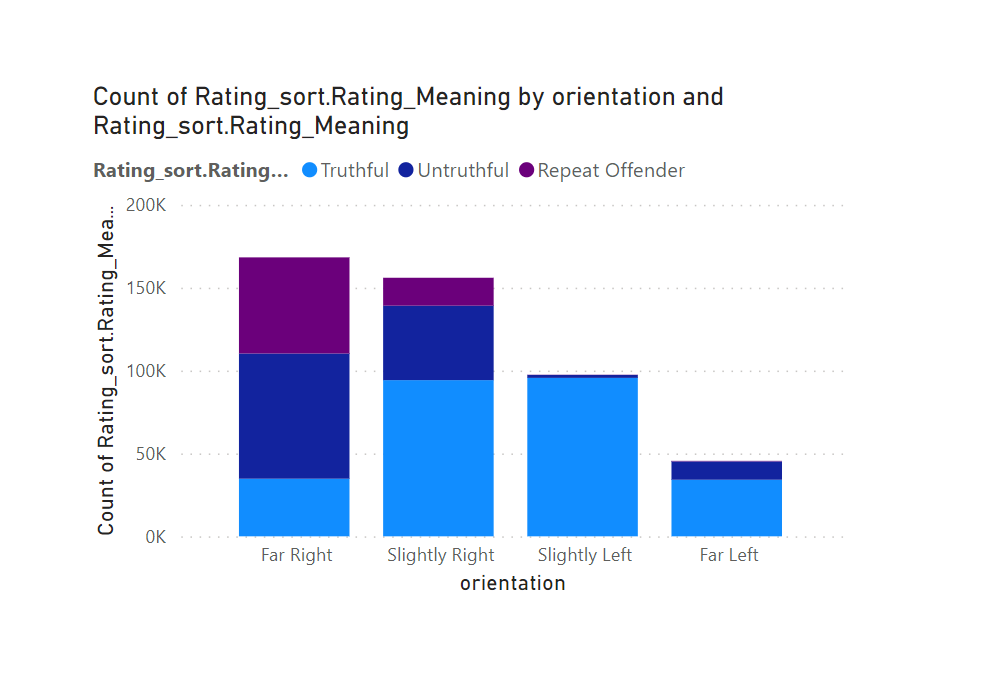 Count of Rating_sort.Rating_Meaning by orientation and
Rating_sort.Rating_Meaning
Rating_sort.Rating... Truthful Untruthful Repeat Offender
Count of Rating_sort.Rating_Mea...
200K
150K
100K
50K
0K
Far Right Slightly Right Slightly Left Far Left
orientation